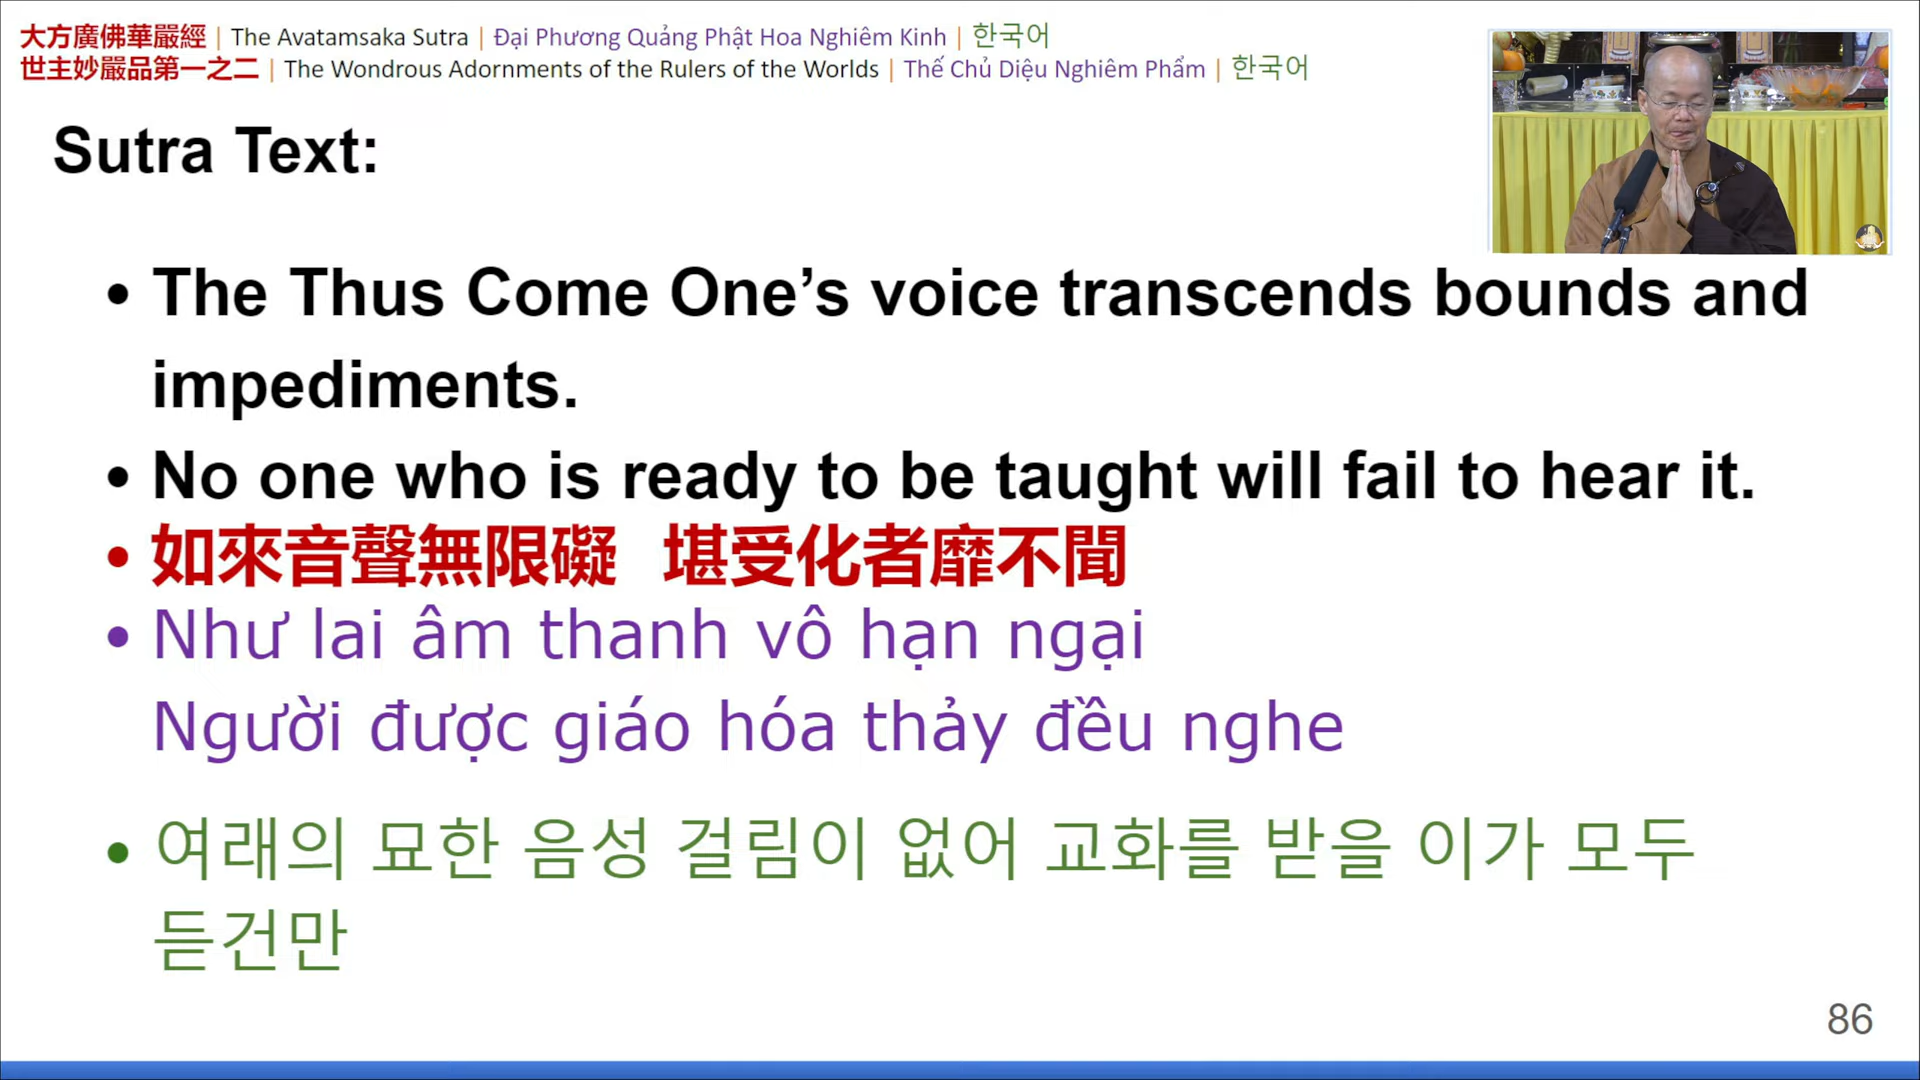 大方廣佛華嚴經 | The Avatamsaka Sutra | Đại Phương Quảng Phật Hoa Nghiêm Kinh | 한국어
世主妙嚴品第一之二 | The Wondrous Adornments of the Rulers of the Worlds | Thế Chủ Diệu Nghiêm Phẩm | 한국어
Sutra Text:
• The Thus Come One’s voice transcends bounds and
impediments.
• No one who is ready to be taught will fail to hear it.
• 如來音聲無限礙 堪受化者靡不聞
• Như lai âm thanh vô hạn ngại
Người được giáo hóa thảy đều nghe
• 여래의 묘한 음성 걸림이 없어 교화를 받을 이가 모두
듣건만
86